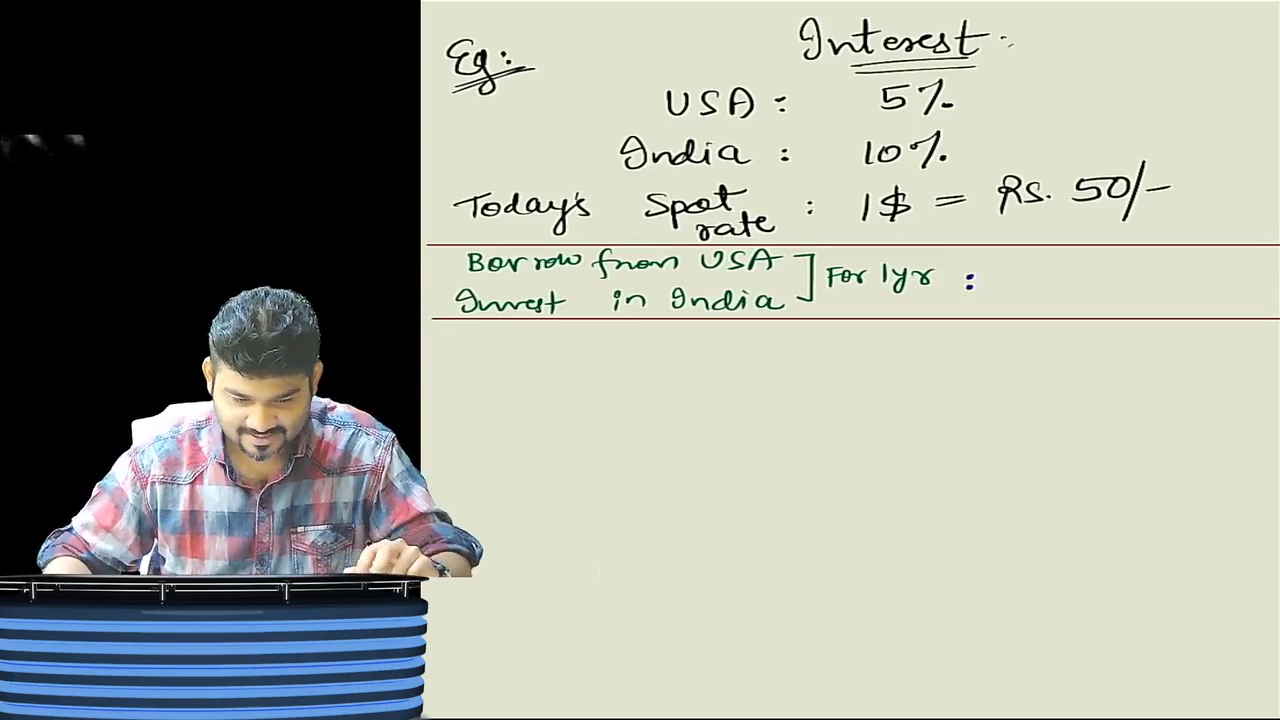 Eg:
Interest :
USA : 5%
India : 10%
Today's Spot rate : 1$ = Rs. 50/-
Borrow from USA
Invest in India ] For 1yr :